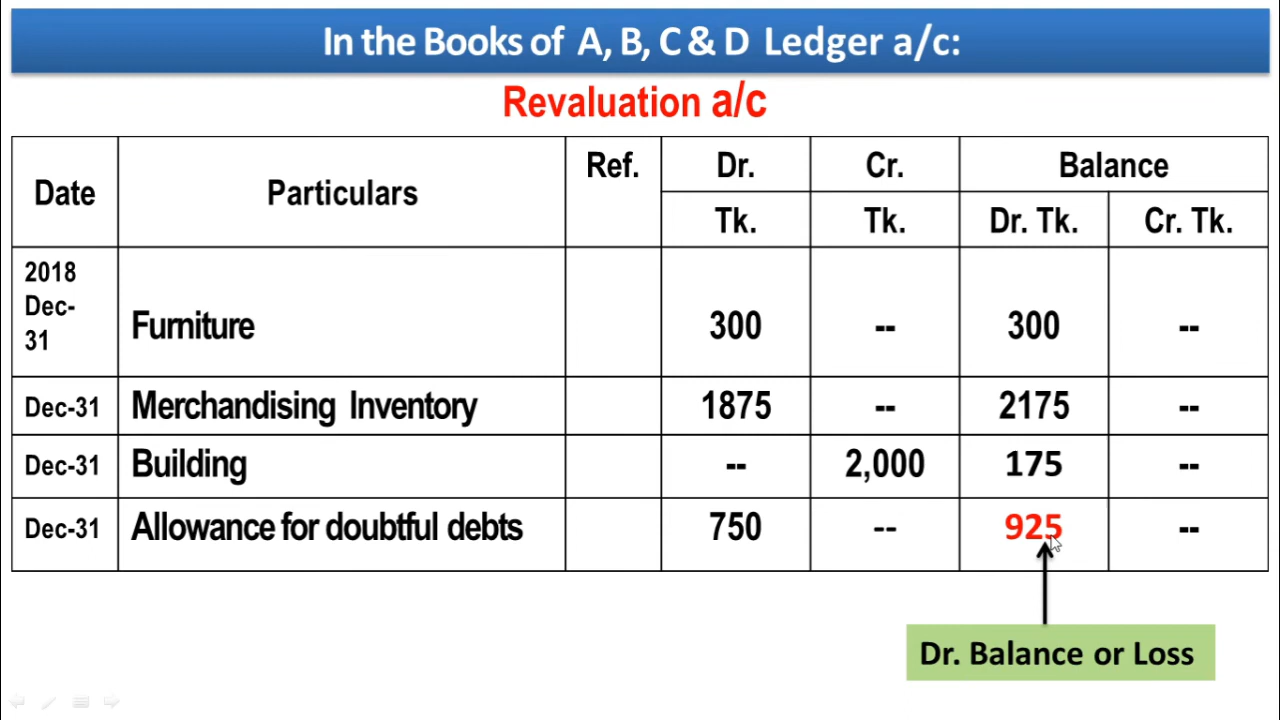 In the Books of A, B, C & D Ledger a/c:
Revaluation a/c
Date Particulars Ref. Dr. Cr. Balance
Tk. Tk. Dr. Tk. Cr. Tk.
2018
Dec-
31 Furniture 300 -- 300 --
Dec-31 Merchandising Inventory 1875 -- 2175 --
Dec-31 Building -- 2,000 175 --
Dec-31 Allowance for doubtful debts 750 -- 925 --
Dr. Balance or Loss